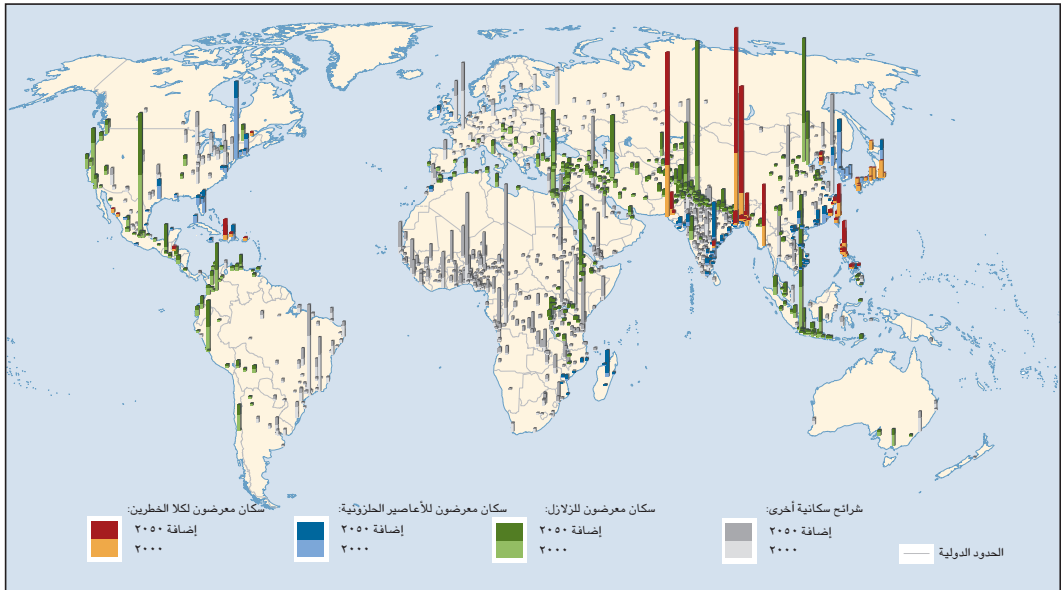 شرائح سكانية أخرى:
إضافة ٢٠٥٠
٢٠٠٠
سكان معرضون للزلازل:
إضافة ٢٠٥٠
٢٠٠٠
سكان معرضون للأعاصير الحلزونية:
إضافة ٢٠٥٠
٢٠٠٠
سكان معرضون لكلا الخطرين:
إضافة ٢٠٥٠
٢٠٠٠
الحدود الدولية